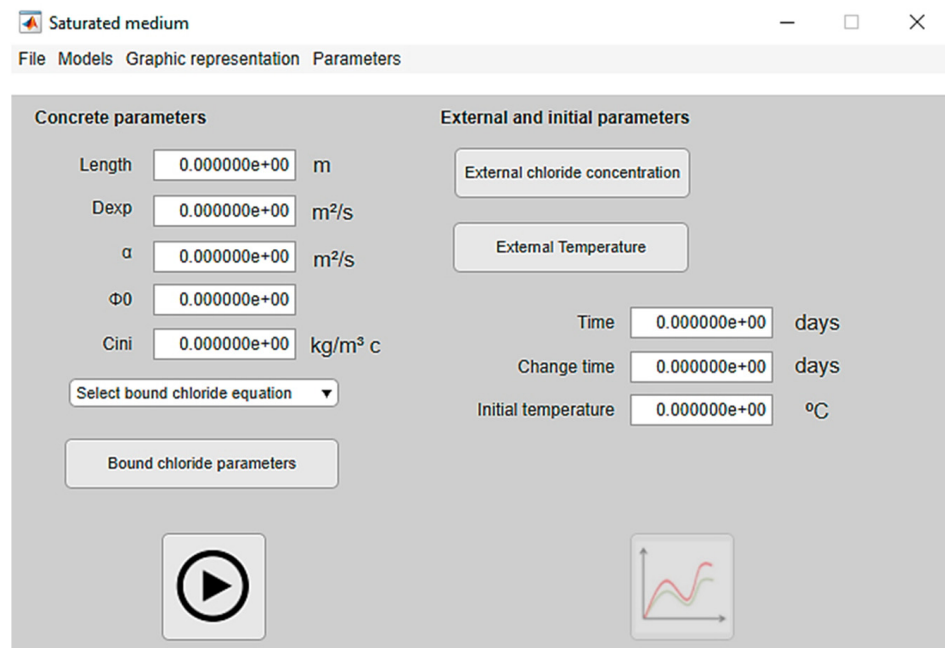 Saturated medium
File Models Graphic representation Parameters
Concrete parameters
Length 0.000000e+00 m
Dexp 0.000000e+00 m²/s
α 0.000000e+00 m²/s
Φ0 0.000000e+00
Cini 0.000000e+00 kg/m³ c
Select bound chloride equation
Bound chloride parameters
External and initial parameters
External chloride concentration
External Temperature
Time 0.000000e+00 days
Change time 0.000000e+00 days
Initial temperature 0.000000e+00 ºC